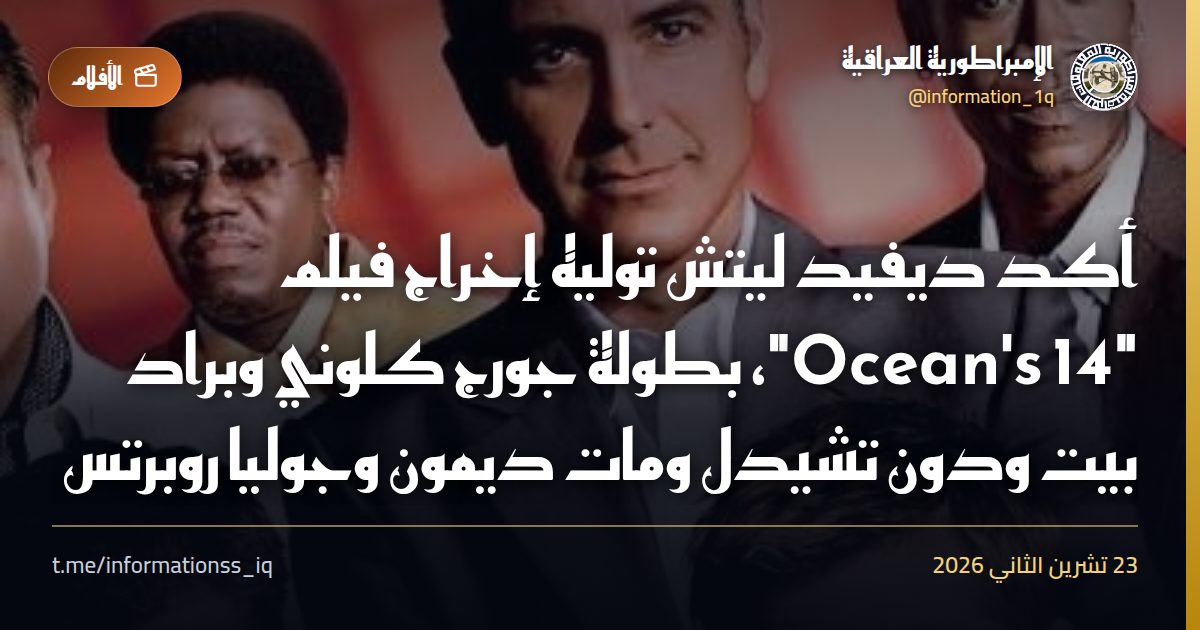 الإمبراطورية العراقية
@information_1q
الأفلام
أكد ديفيد ليتش تولية إخراج فيلم
"Ocean's 14"، بطولة جورج كلوني وبراد
بيت ودون تشيدل ومات ديمون وجوليا روبرتس
23 تشرين الثاني 2026
t.me/informationss_iq